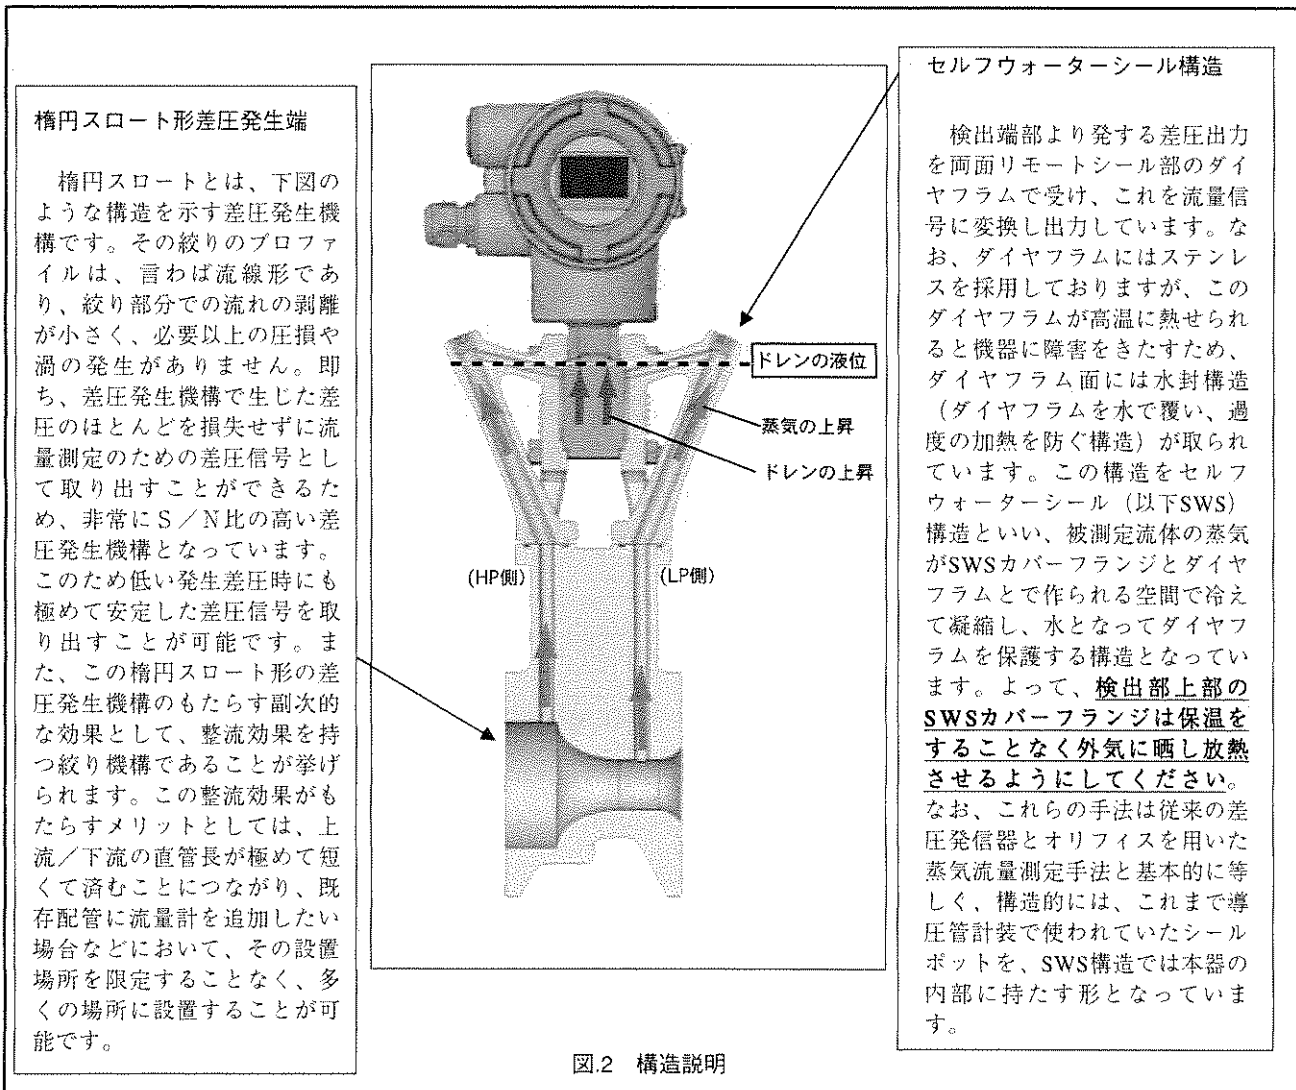 楕円スロート形差圧発生端
楕円スロートとは、下図の
ような構造を示す差圧発生機
構です。その絞りのプロファ
イルは、言わば流線形であ
り、絞り部分での流れの剥離
が小さく、必要以上の圧損や
渦の発生がありません。即
ち、差圧発生機構で生じた差
圧のほとんどを損失せずに流
量測定のための差圧信号とし
て取り出すことができるた
め、非常にS/N比の高い差
圧発生機構となっています。
このため低い発生差圧時にも
極めて安定した差圧信号を取
り出すことが可能です。ま
た、この楕円スロート形の差
圧発生機構のもたらす副次的
な効果として、整流効果を持
つ絞り機構であることが挙げ
られます。この整流効果がも
たらすメリットとしては、上
流/下流の直管長が極めて短
くて済むことにつながり、既
存配管に流量計を追加したい
場合などにおいて、その設置
場所を限定することなく、多
くの場所に設置することが可
能です。
ドレンの液位
蒸気の上昇
ドレンの上昇
(HP側)
(LP側)
セルフウォーターシール構造
検出端部より発する差圧出力
を両面リモートシール部のダイ
ヤフラムで受け、これを流量信
号に変換し出力しています。な
お、ダイヤフラムにはステンレ
スを採用しておりますが、この
ダイヤフラムが高温に熱せられ
ると機器に障害をきたすため、
ダイヤフラム面には水封構造
(ダイヤフラムを水で覆い、過
度の加熱を防ぐ構造)が取られ
ています。この構造をセルフ
ウォーターシール(以下SWS)
構造といい、被測定流体の蒸気
がSWSカバーフランジとダイヤ
フラムとで作られる空間で冷え
て凝縮し、水となってダイヤフ
ラムを保護する構造となってい
ます。よって、検出部上部の
SWSカバーフランジは保温を
することなく外気に晒し放熱
させるようにしてください。
なお、これらの手法は従来の差
圧発信器とオリフィスを用いた
蒸気流量測定手法と基本的に等
しく、構造的には、これまで導
圧管計装で使われていたシール
ポットを、SWS構造では本器の
内部に持たす形となっていま
す。
図.2 構造説明